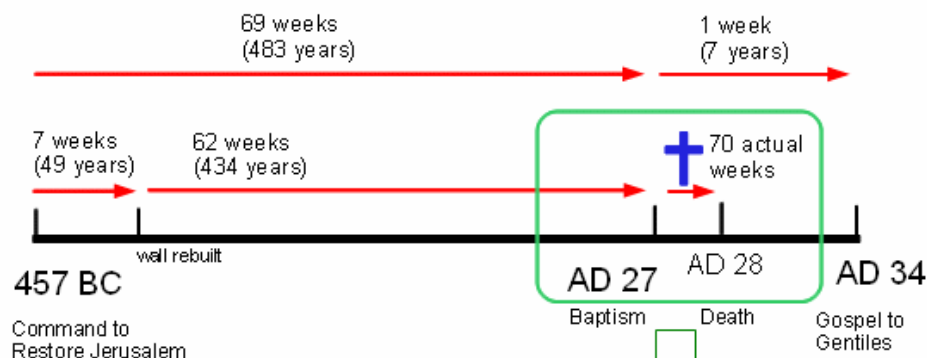 69 weeks
(483 years)
1 week
(7 years)
7 weeks
(49 years)
62 weeks
(434 years)
70 actual
weeks
wall rebuilt
457 BC
AD 27
AD 28
AD 34
Command to
Restore Jerusalem
Baptism
Death
Gospel to
Gentiles